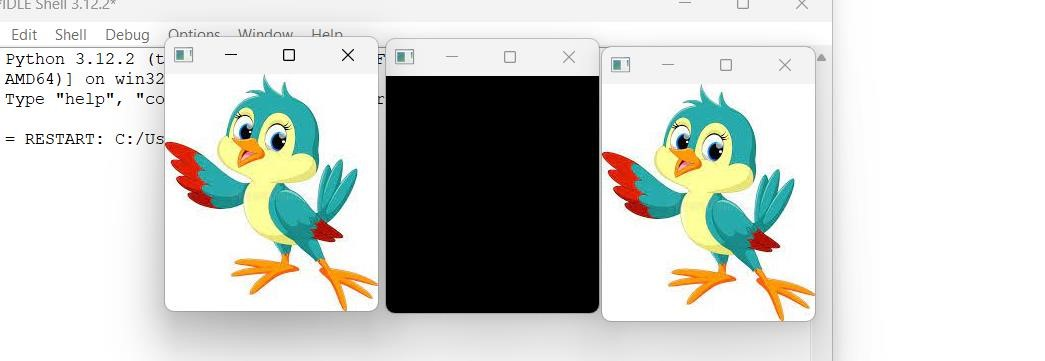 IDLE Shell 3.12.2*
Edit Shell Debug Options Window Help
Python 3.12.2 (t
AMD64)] on win32
Type "help", "co
= RESTART: C:/Us